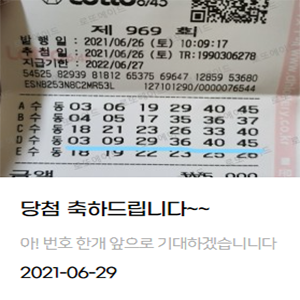 Lotto 6/45
제 969 회
발 행 일 : 2021/06/26 (토) 10:09:17
추 첨 일 : 2021/06/26 (토) TR:1990306278
지급기한 : 2022/06/27
54525 82939 81812 65375 69647 12859 53680
ESNB523N8C2MR53L 127101290/0000076544
A 수 동 03 06 19 29 40 45
B 수 동 04 05 17 35 36 37
C 수 동 18 21 23 26 33 40
D 수 동 03 09 29 36 40 45
E 수 동 18 19 22 23 25 28
금액 ₩5,000
당첨 축하드립니다~~
아! 번호 한개 앞으로 기대하겠습니다
2021-06-29